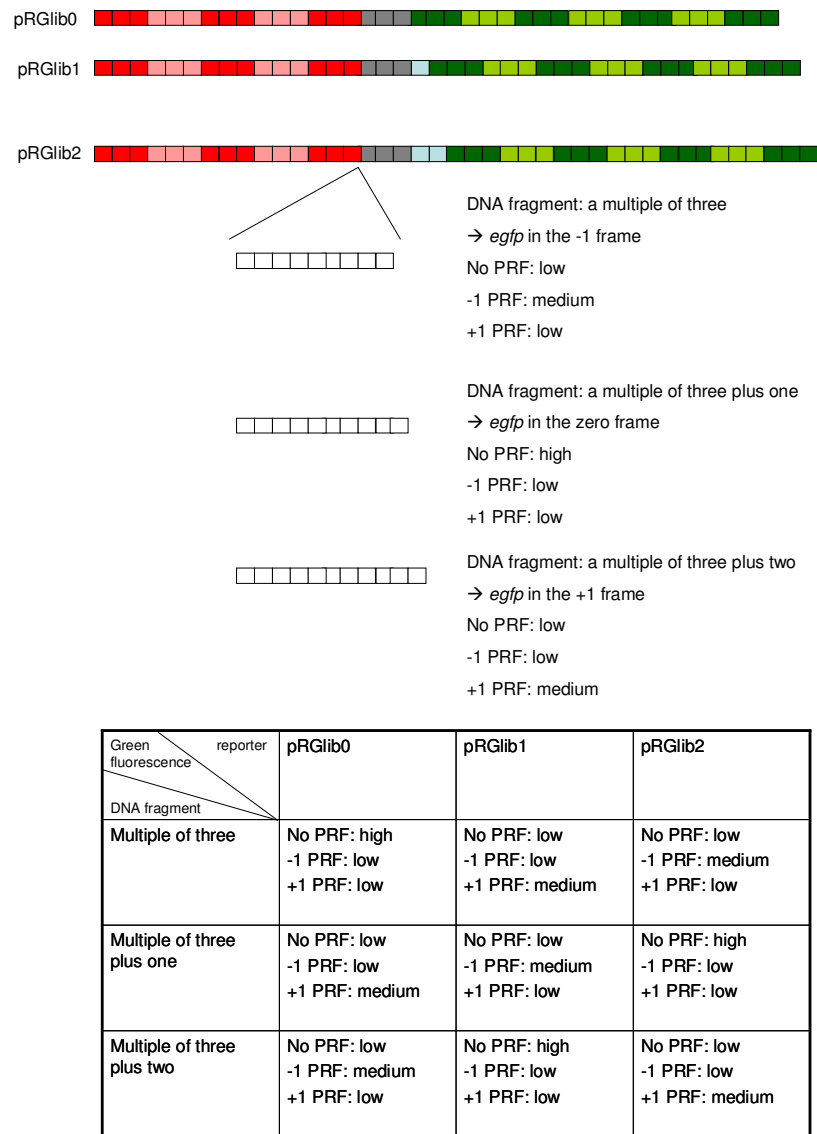 pRGlib0
pRGlib1
pRGlib2
DNA fragment: a multiple of three
→ egfp in the -1 frame
No PRF: low
-1 PRF: medium
+1 PRF: low
DNA fragment: a multiple of three plus one
→ egfp in the zero frame
No PRF: high
-1 PRF: low
+1 PRF: low
DNA fragment: a multiple of three plus two
→ egfp in the +1 frame
No PRF: low
-1 PRF: low
+1 PRF: medium
Green reporter pRGlib0 pRGlib1 pRGlib2
fluorescence
DNA fragment
Multiple of three No PRF: high No PRF: low No PRF: low
-1 PRF: low -1 PRF: low -1 PRF: medium
+1 PRF: low +1 PRF: medium +1 PRF: low
Multiple of three No PRF: low No PRF: low No PRF: high
plus one -1 PRF: low -1 PRF: medium -1 PRF: low
+1 PRF: medium +1 PRF: low +1 PRF: low
Multiple of three No PRF: low No PRF: high No PRF: low
plus two -1 PRF: medium -1 PRF: low -1 PRF: low
+1 PRF: low +1 PRF: low +1 PRF: medium